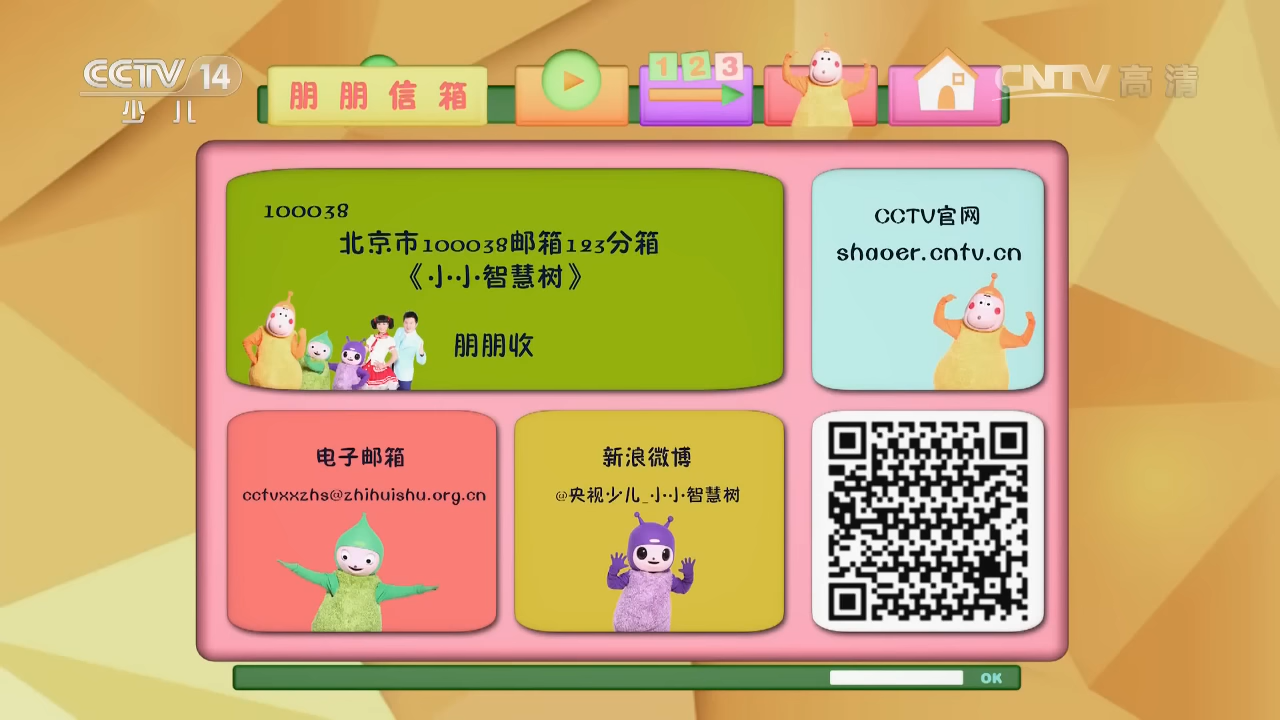 CCTV 14
少儿
朋朋信箱
1 2 3
CNTV 高清
100038
北京市100038邮箱123分箱
《小小智慧树》
朋朋收
CCTV官网
shaoer.cntv.cn
电子邮箱
cctvxxzhs@zhihuishu.org.cn
新浪微博
@央视少儿_小小智慧树
OK